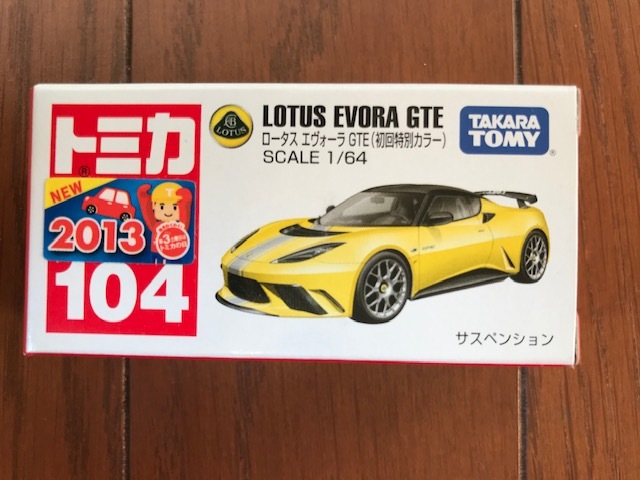 トミカ
®
NEW
2013
104
LOTUS
LOTUS EVORA GTE
ロータス エヴォーラ GTE(初回特別カラー)
SCALE 1/64
TAKARA
TOMY
®
サスペンション